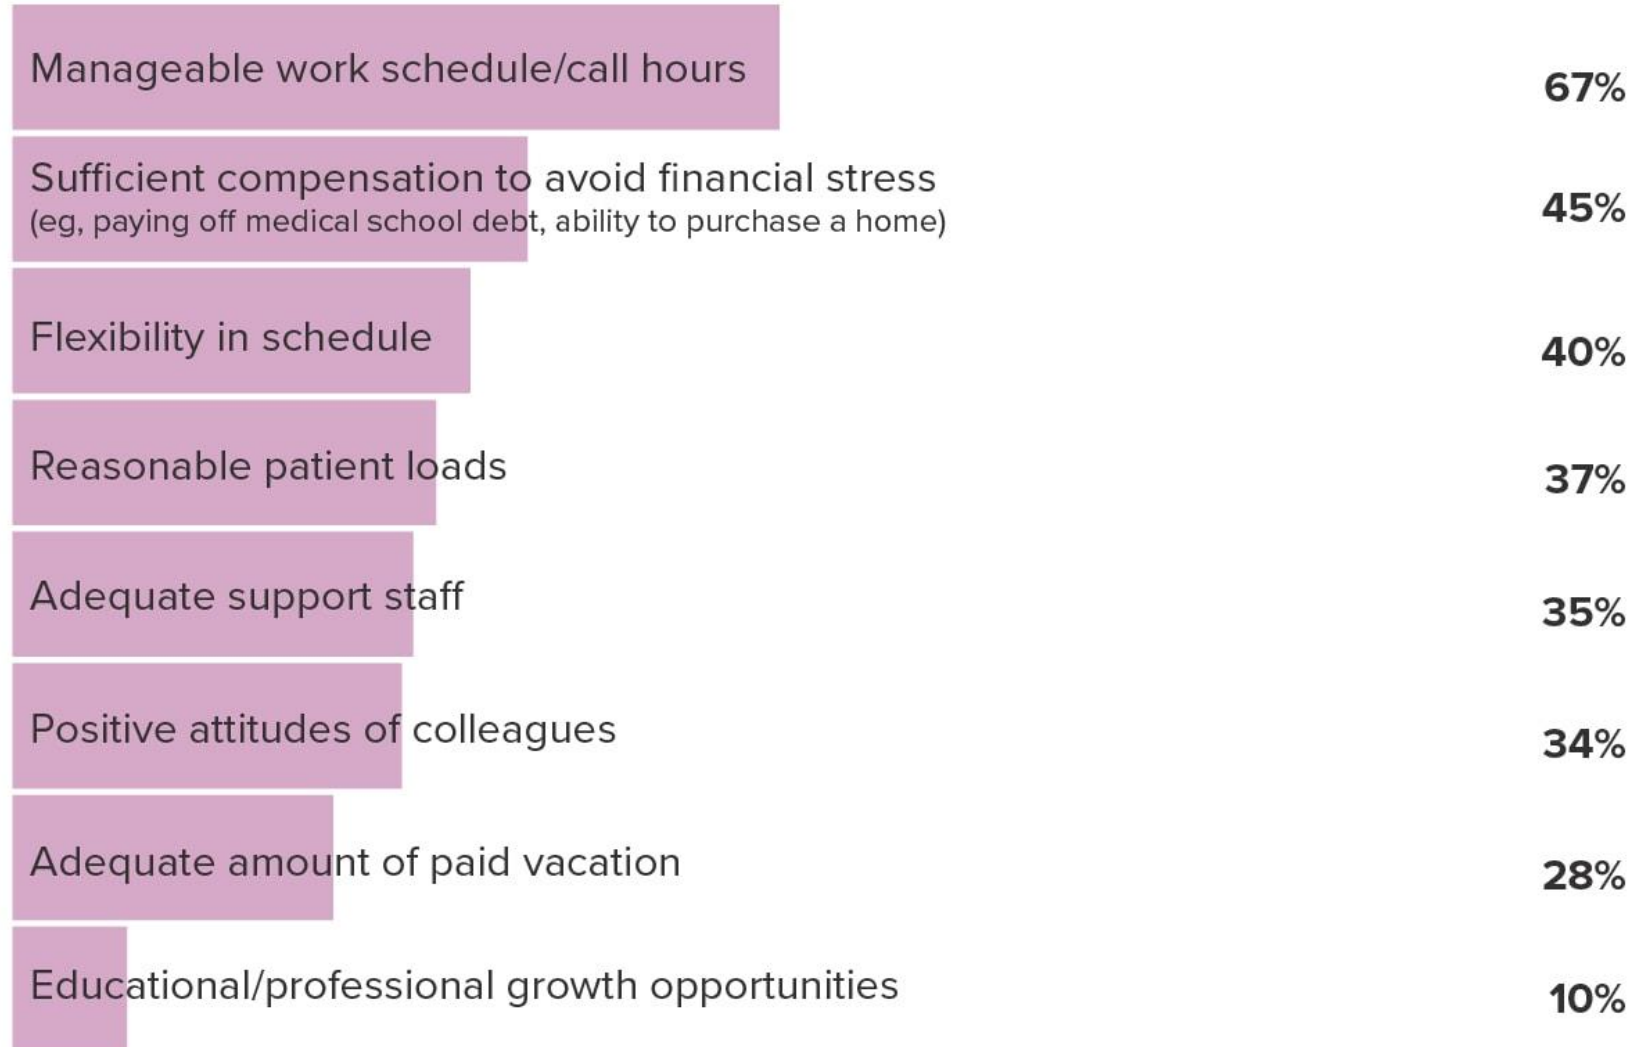 Manageable work schedule/call hours 67%
Sufficient compensation to avoid financial stress
(eg, paying off medical school debt, ability to purchase a home) 45%
Flexibility in schedule 40%
Reasonable patient loads 37%
Adequate support staff 35%
Positive attitudes of colleagues 34%
Adequate amount of paid vacation 28%
Educational/professional growth opportunities 10%